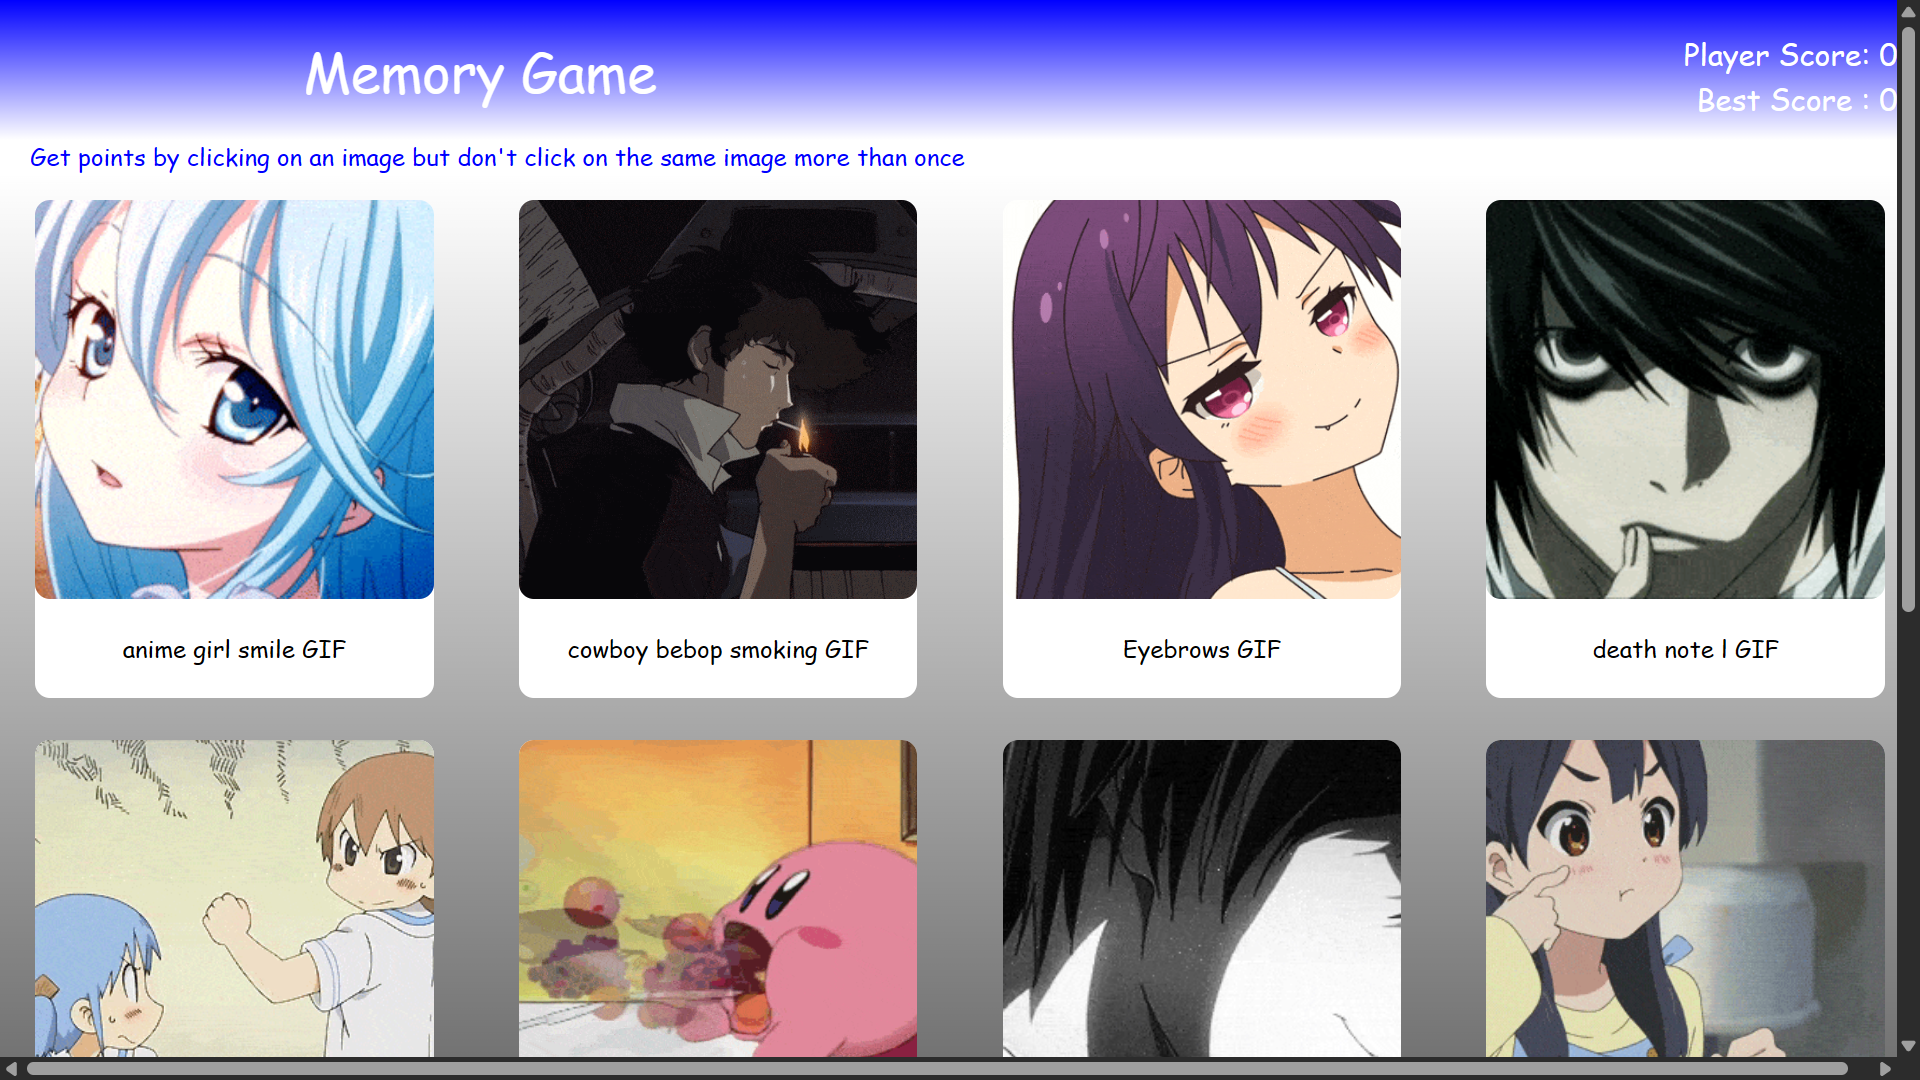 Memory Game
Player Score: 0
Best Score : 0
Get points by clicking on an image but don't click on the same image more than once
anime girl smile GIF
cowboy bebop smoking GIF
Eyebrows GIF
death note l GIF